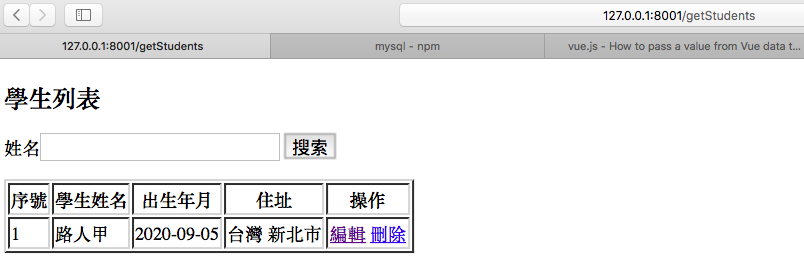 127.0.0.1:8001/getStudents
127.0.0.1:8001/getStudents mysql - npm vue.js - How to pass a value from Vue data t...
學生列表
姓名 搜索
序號 學生姓名 出生年月 住址 操作
1 路人甲 2020-09-05 台灣 新北市 編輯 刪除